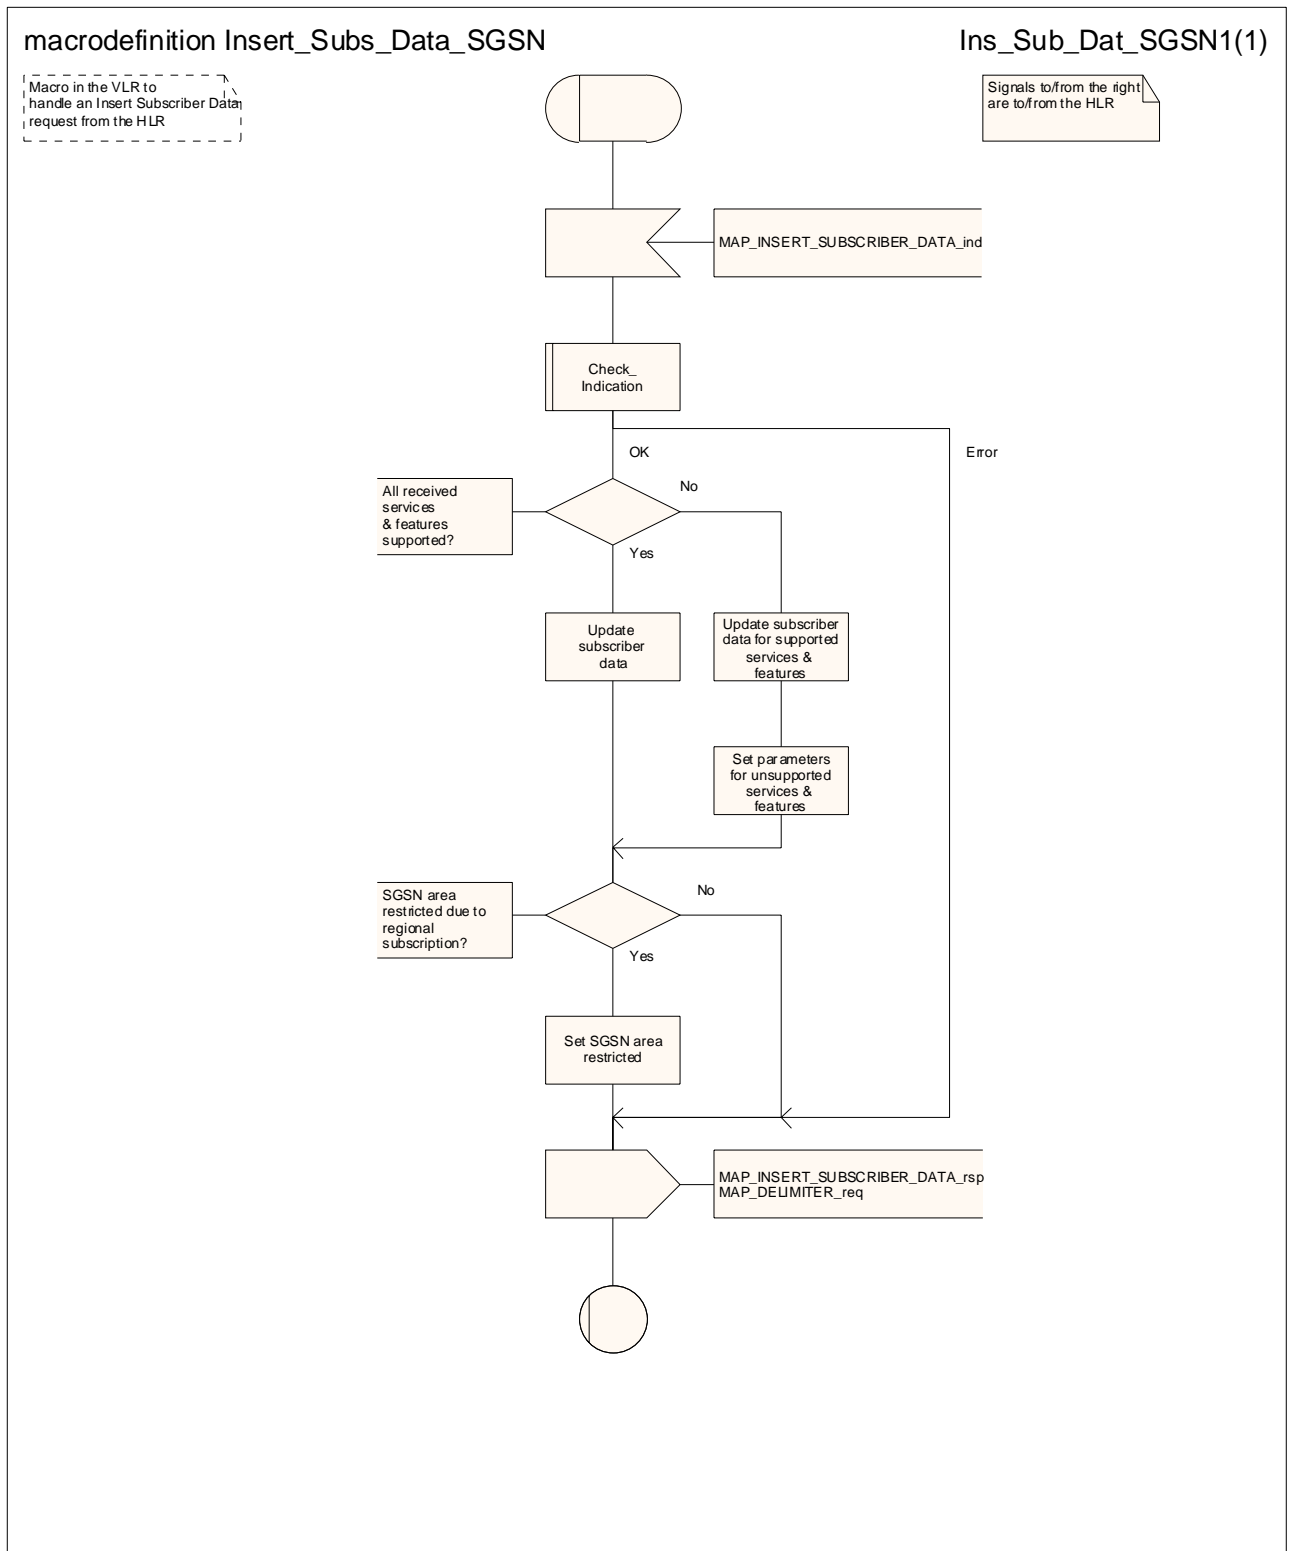 macrodefinition Insert_Subs_Data_SGSN
Ins_Sub_Dat_SGSN1(1)
Macro in the VLR to
handle an Insert Subscriber Data
request from the HLR
Signals to/from the right
are to/from the HLR
MAP_INSERT_SUBSCRIBER_DATA_ind
Check_
Indication
OK
Error
All received
services
& features
supported?
No
Yes
Update
subscriber
data
Update subscriber
data for supported
services &
features
Set parameters
for unsupported
services &
features
SGSN area
restricted due to
regional
subscription?
No
Yes
Set SGSN area
restricted
MAP_INSERT_SUBSCRIBER_DATA_rsp
MAP_DELIMITER_req